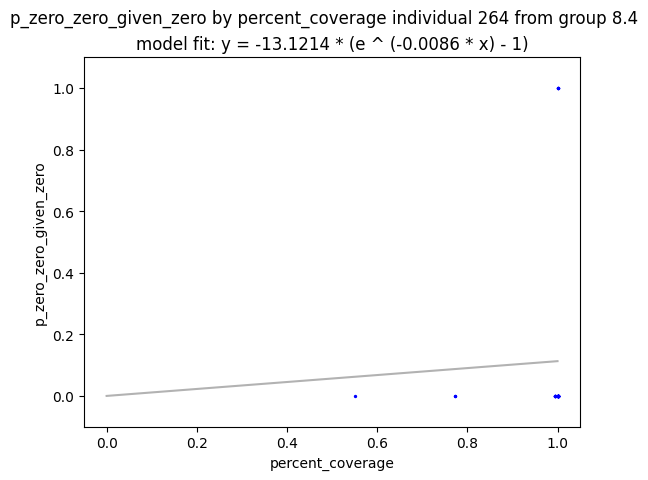 p_zero_zero_given_zero by percent_coverage individual 264 from group 8.4
model fit: y = -13.1214 * (e ^ (-0.0086 * x) - 1)
1.0
0.8
0.6
0.4
0.2
0.0
p_zero_zero_given_zero
0.0 0.2 0.4 0.6 0.8 1.0
percent_coverage